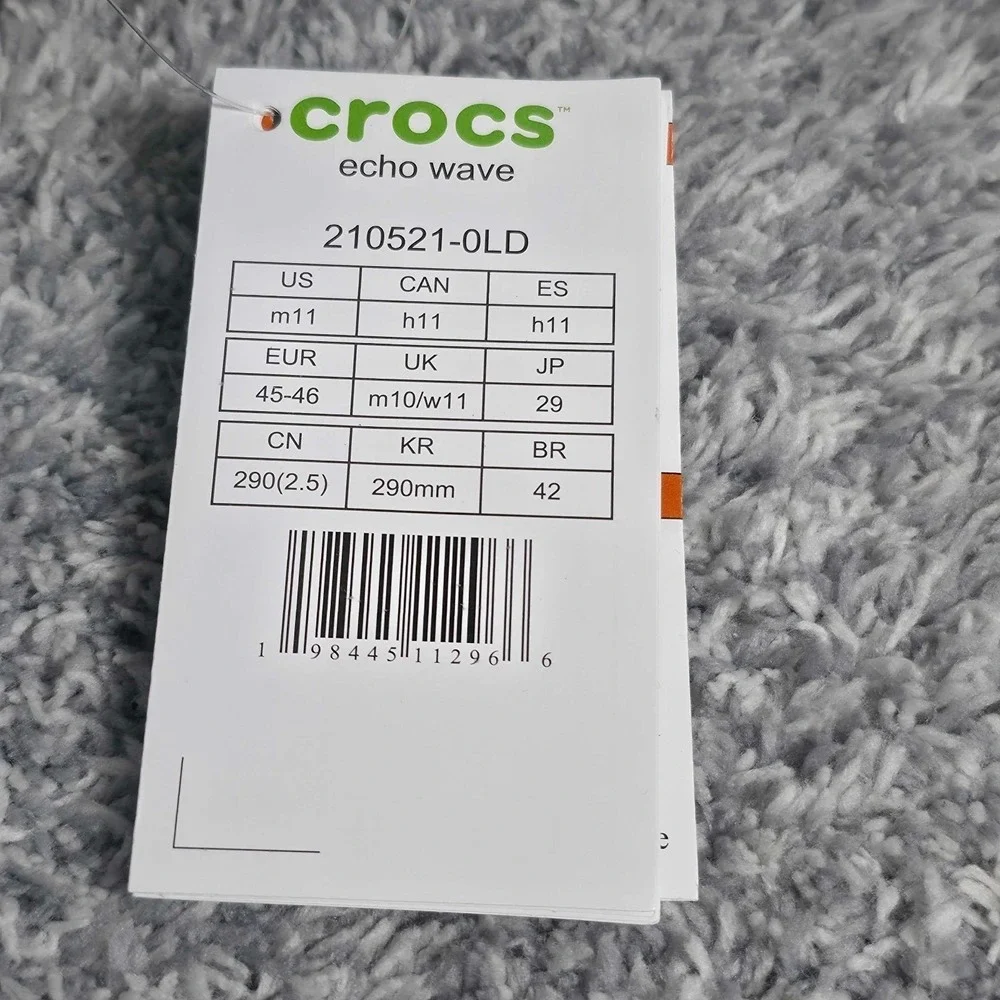 crocs™
echo wave
210521-0LD
US CAN ES
m11 h11 h11
EUR UK JP
45-46 m10/w11 29
CN KR BR
290(2.5) 290mm 42
1 98445 11296 6
e